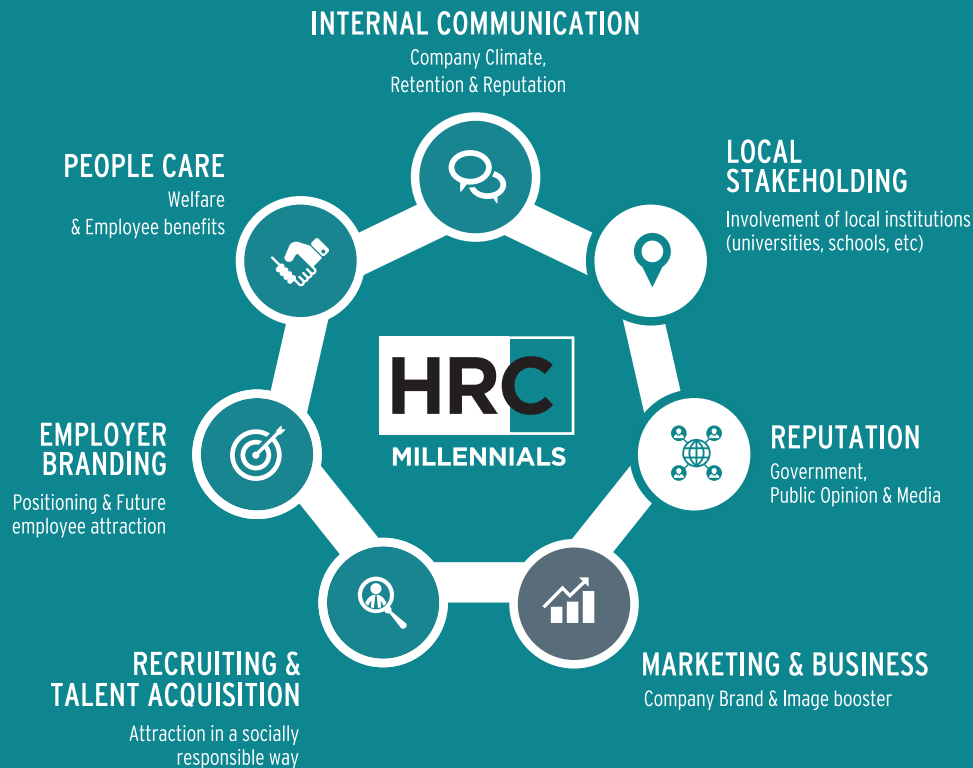 INTERNAL COMMUNICATION
Company Climate,
Retention & Reputation
PEOPLE CARE
Welfare
& Employee benefits
LOCAL
STAKEHOLDING
Involvement of local institutions
(universities, schools, etc)
HRC
MILLENNIALS
EMPLOYER
BRANDING
Positioning & Future
employee attraction
REPUTATION
Government,
Public Opinion & Media
RECRUITING &
TALENT ACQUISITION
Attraction in a socially
responsible way
MARKETING & BUSINESS
Company Brand & Image booster